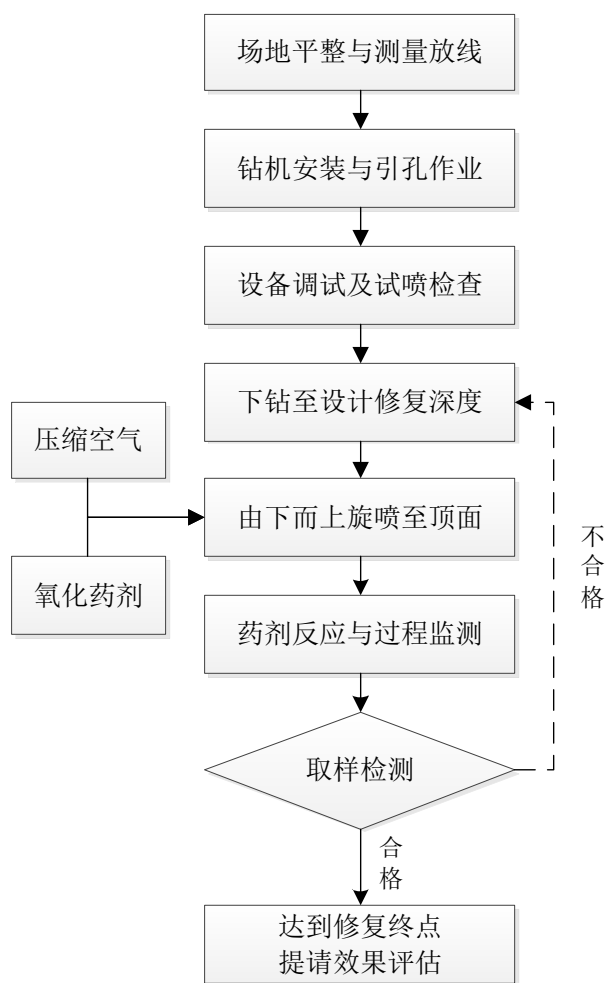 场地平整与测量放线
钻机安装与引孔作业
设备调试及试喷检查
下钻至设计修复深度
压缩空气
由下而上旋喷至顶面
氧化药剂
不合格
药剂反应与过程监测
取样检测
合格
达到修复终点
提请效果评估